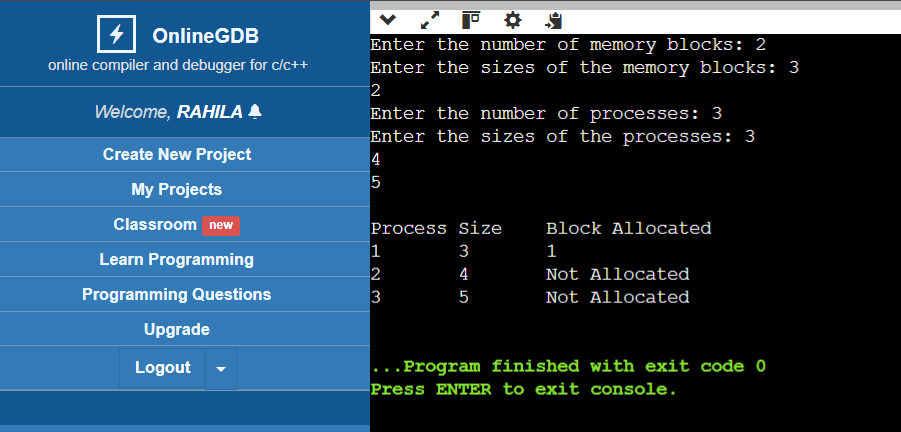 OnlineGDB
online compiler and debugger for c/c++
Welcome, RAHILA
Create New Project
My Projects
Classroom new
Learn Programming
Programming Questions
Upgrade
Logout
Enter the number of memory blocks: 2
Enter the sizes of the memory blocks: 3
2
Enter the number of processes: 3
Enter the sizes of the processes: 3
4
5
Process Size    Block Allocated
1       3       1
2       4       Not Allocated
3       5       Not Allocated
...Program finished with exit code 0
Press ENTER to exit console.